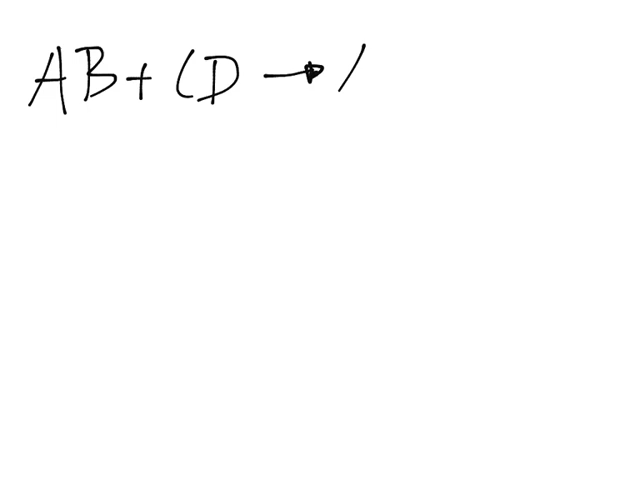 AB + CD → /